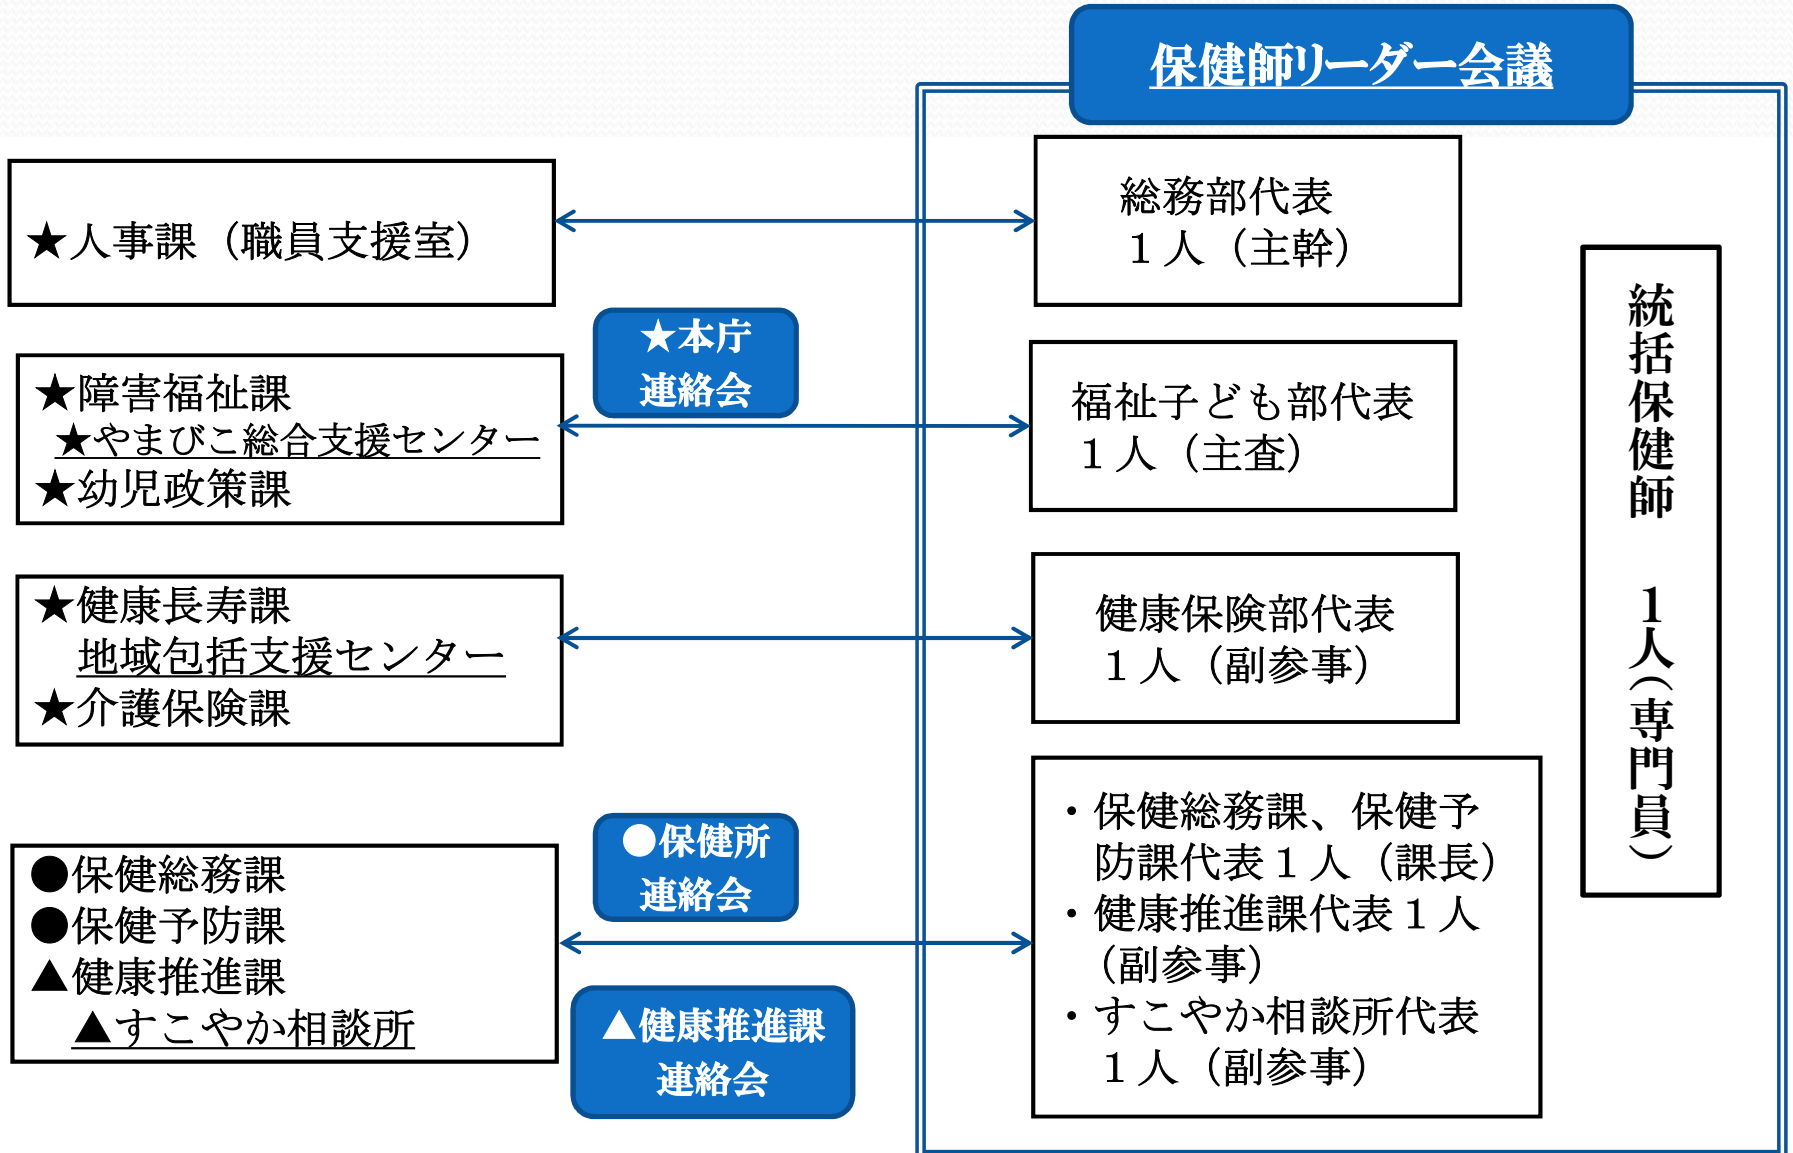 保健師リーダー会議
★人事課（職員支援室）
総務部代表
１人（主幹）
★本庁
連絡会
★障害福祉課
★やまびこ総合支援センター
★幼児政策課
福祉子ども部代表
１人（主査）
★健康長寿課
地域包括支援センター
★介護保険課
健康保険部代表
１人（副参事）
●保健所
連絡会
●保健総務課
●保健予防課
▲健康推進課
▲すこやか相談所
▲健康推進課
連絡会
・保健総務課、保健予
防課代表１人（課長）
・健康推進課代表１人
（副参事）
・すこやか相談所代表
１人（副参事）
統括保健師　１人（専門員）